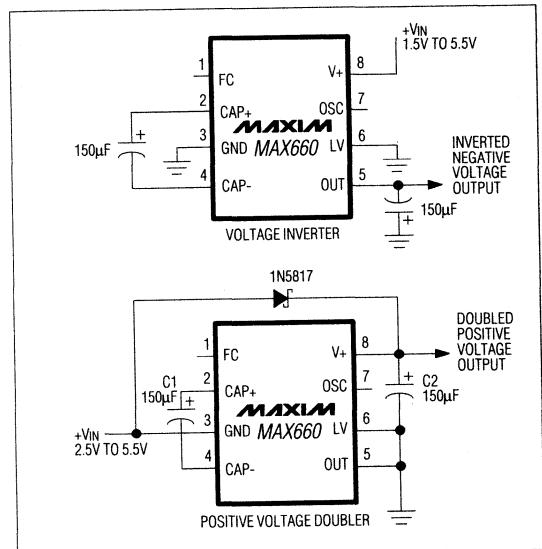 +VIN
1.5V TO 5.5V
1
FC
V+
8
2
CAP+
OSC
7
150µF
+
3
GND
MAXIM
MAX660
LV
6
4
CAP-
OUT
5
INVERTED
NEGATIVE
VOLTAGE
OUTPUT
150µF
+
VOLTAGE INVERTER
1N5817
1
FC
V+
8
DOUBLED
POSITIVE
VOLTAGE
OUTPUT
C1
150µF
+
2
CAP+
OSC
7
+
C2
150µF
+VIN
2.5V TO 5.5V
3
GND
MAXIM
MAX660
LV
6
4
CAP-
OUT
5
POSITIVE VOLTAGE DOUBLER